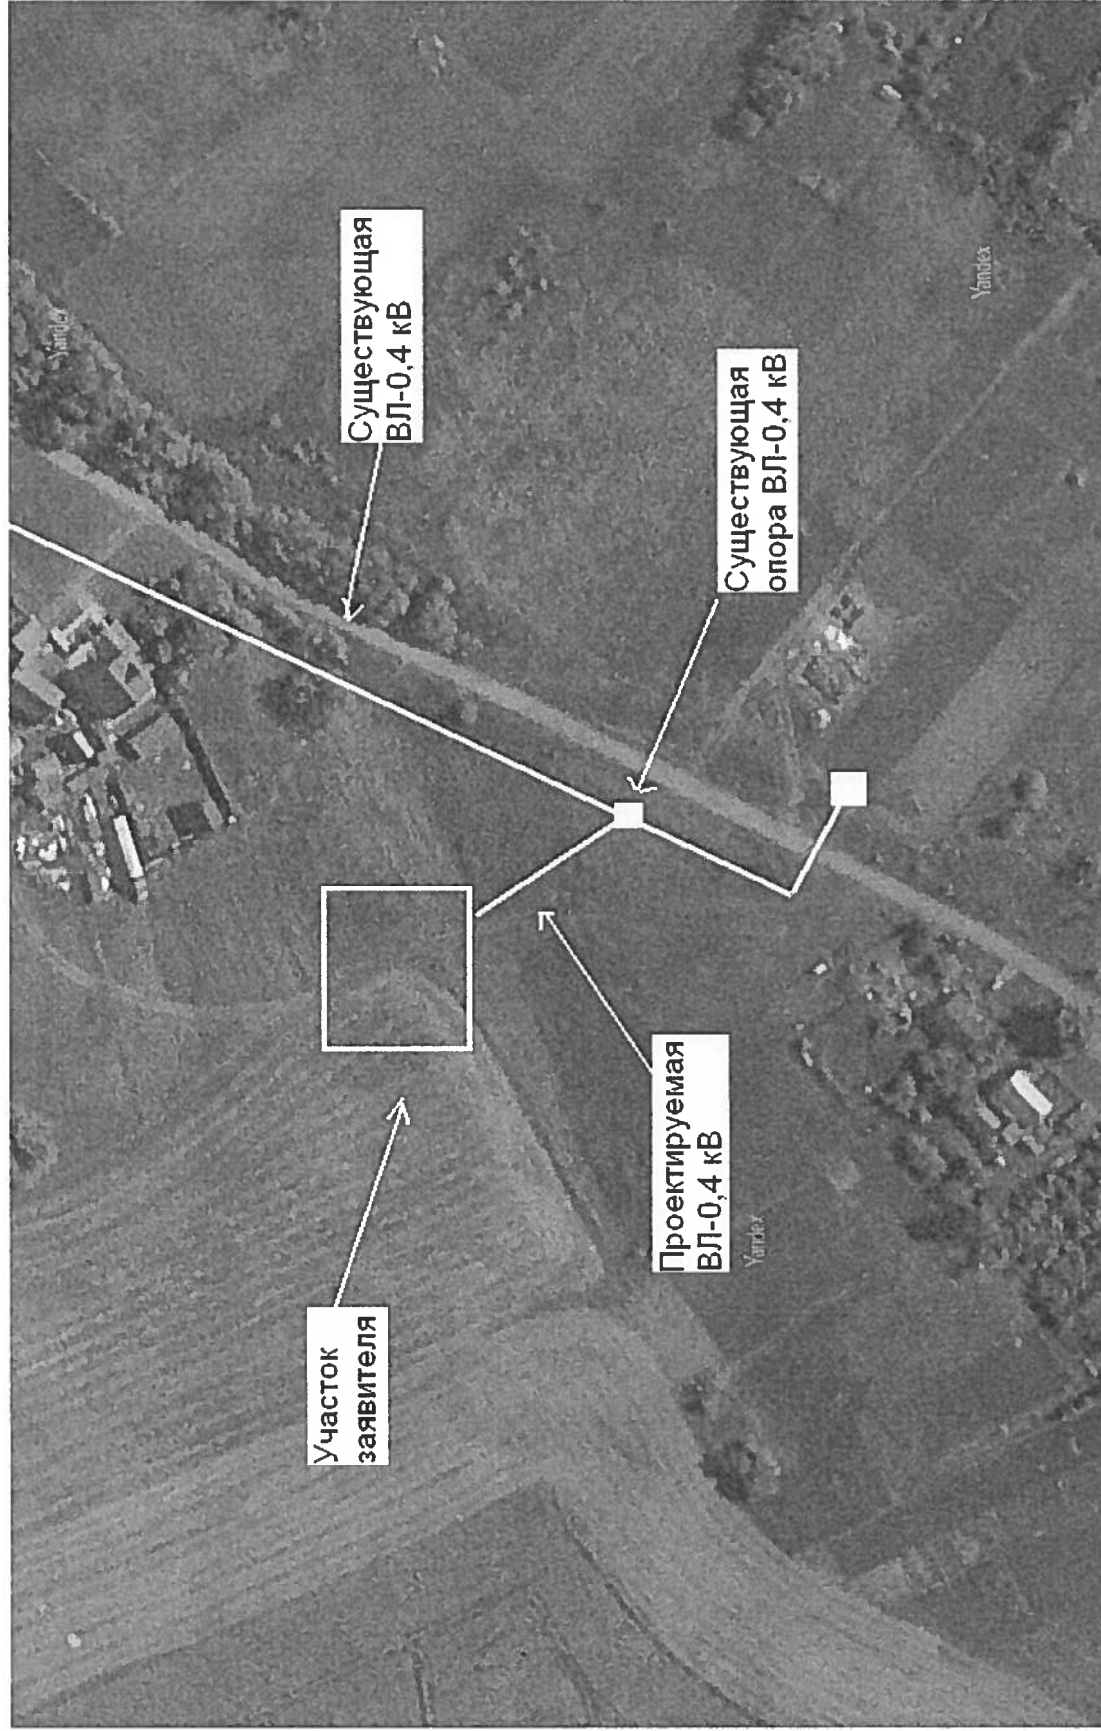 Yandex
Существующая
ВЛ-0,4 кВ
Участок
заявителя
Существующая
опора ВЛ-0,4 кВ
Проектируемая
ВЛ-0,4 кВ
Yandex
Yandex